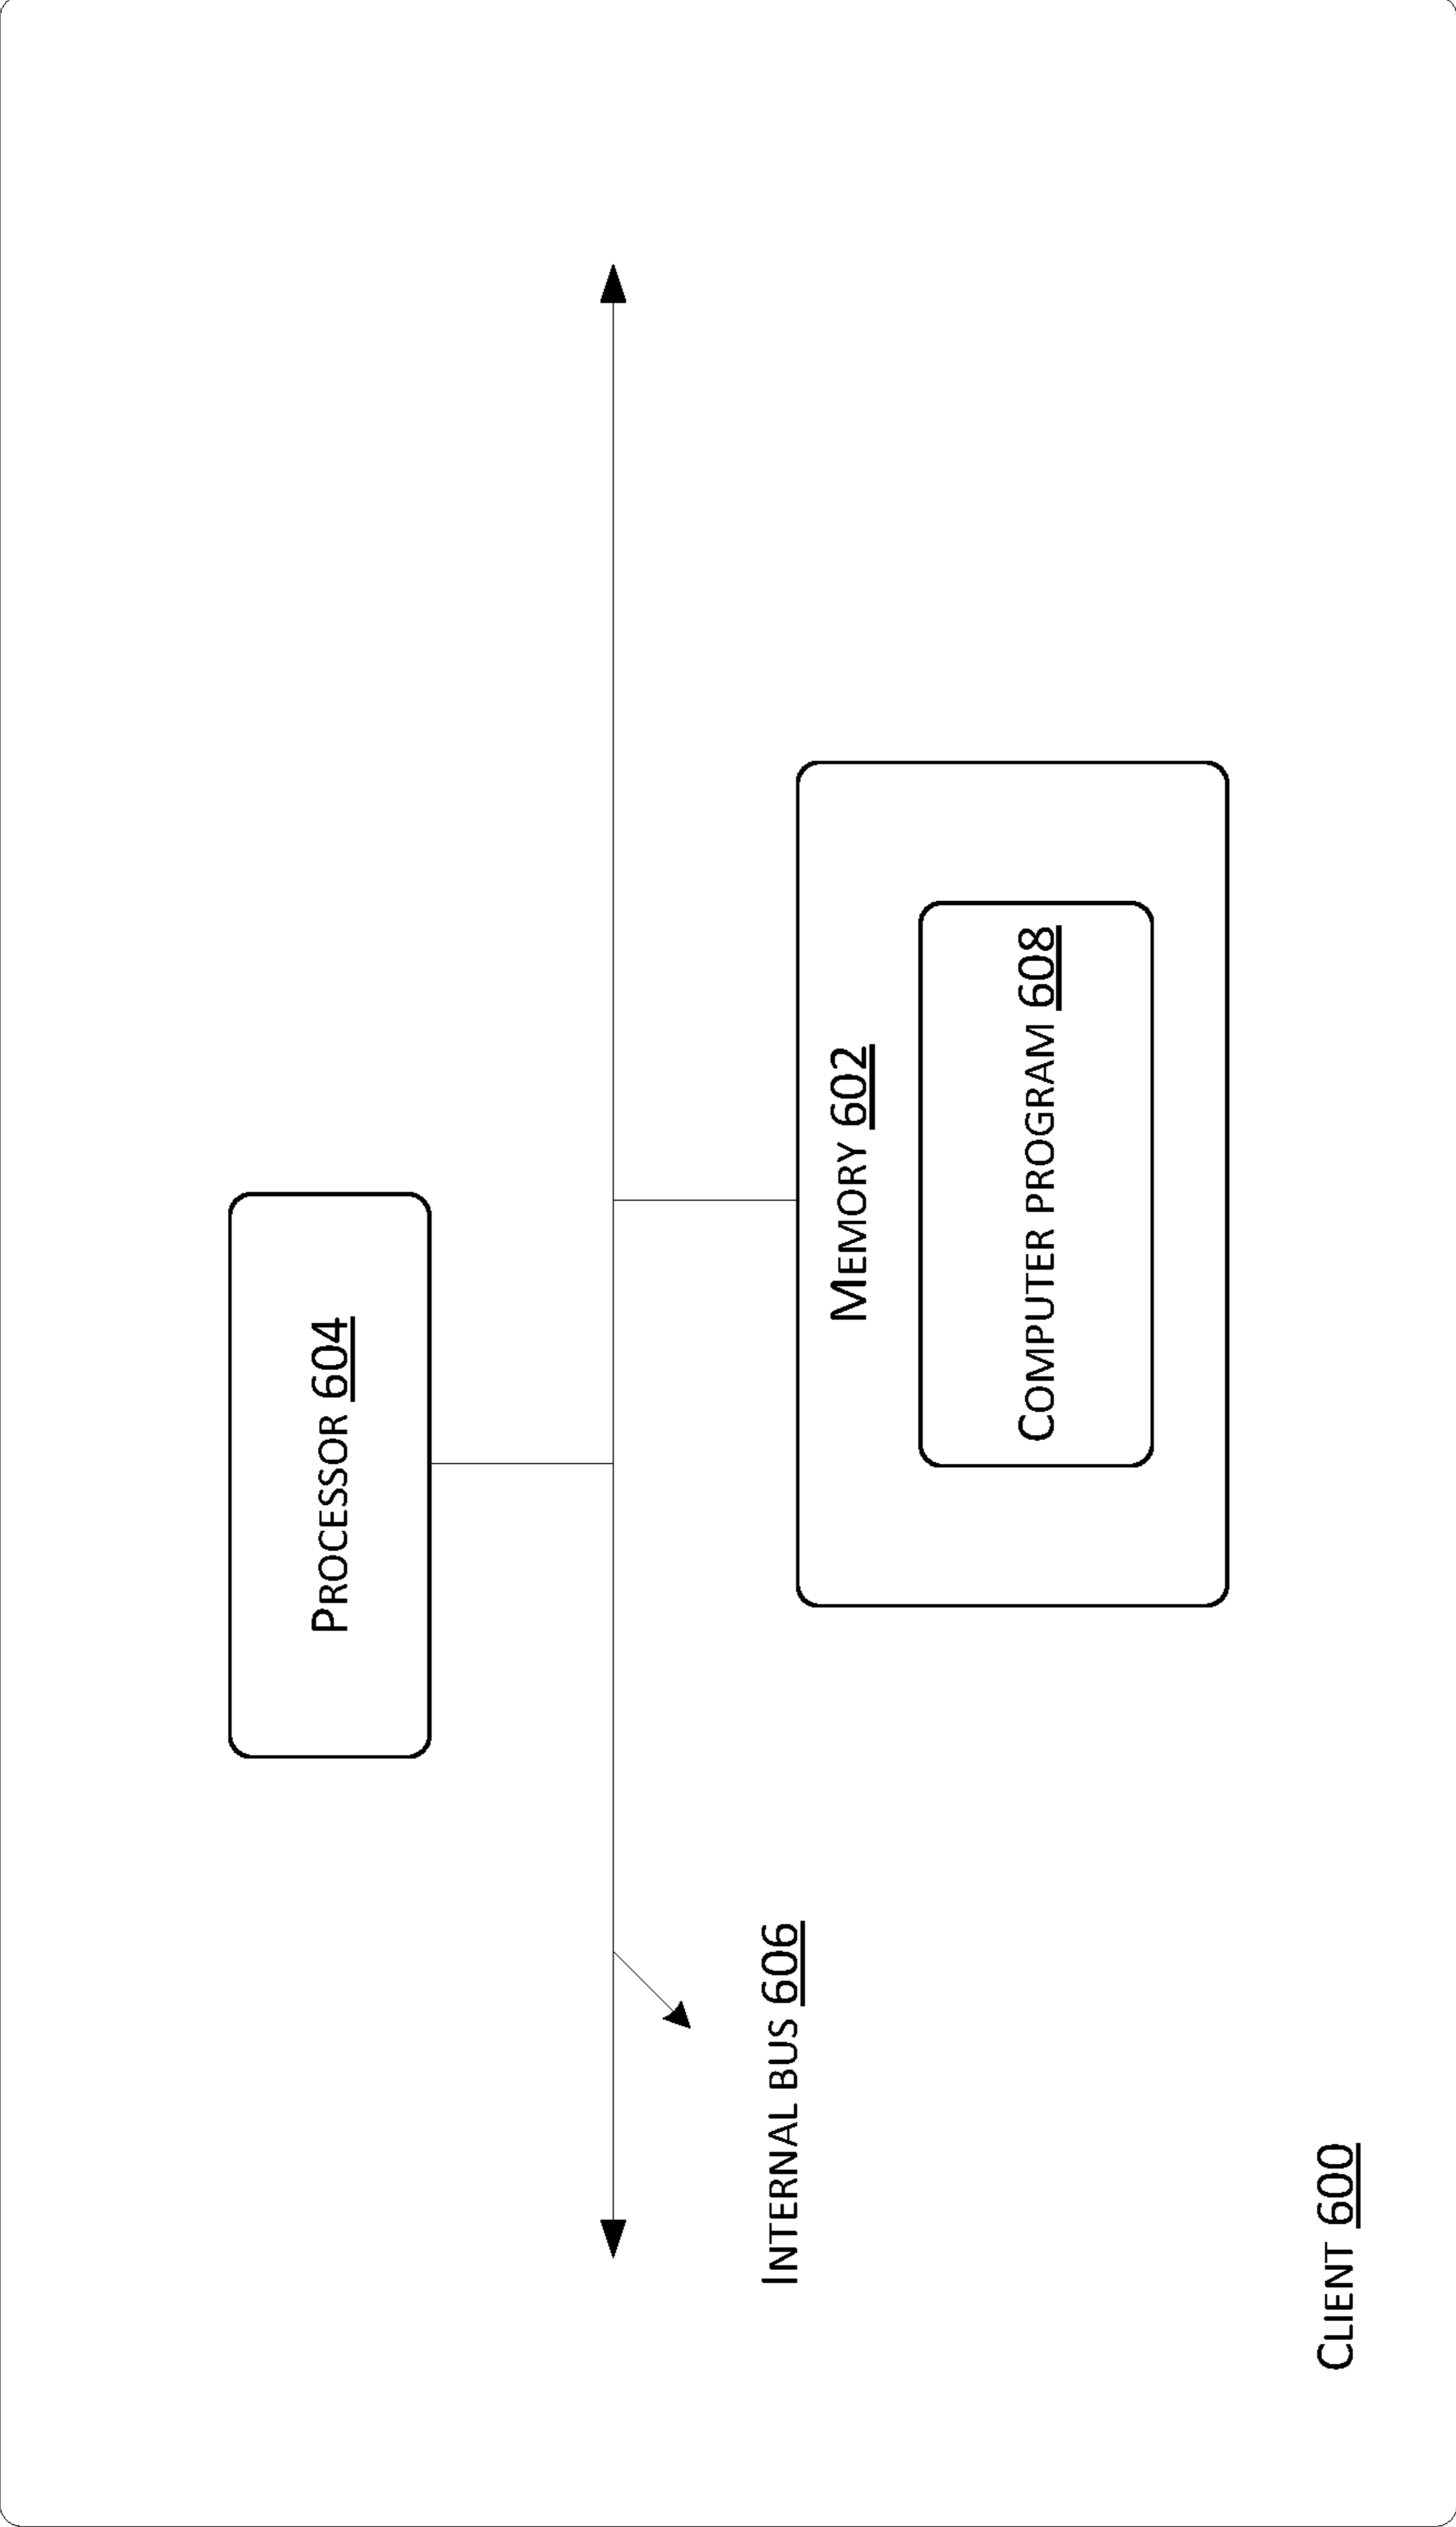 PROCESSOR 604
INTERNAL BUS 606
MEMORY 602
COMPUTER PROGRAM 608
CLIENT 600